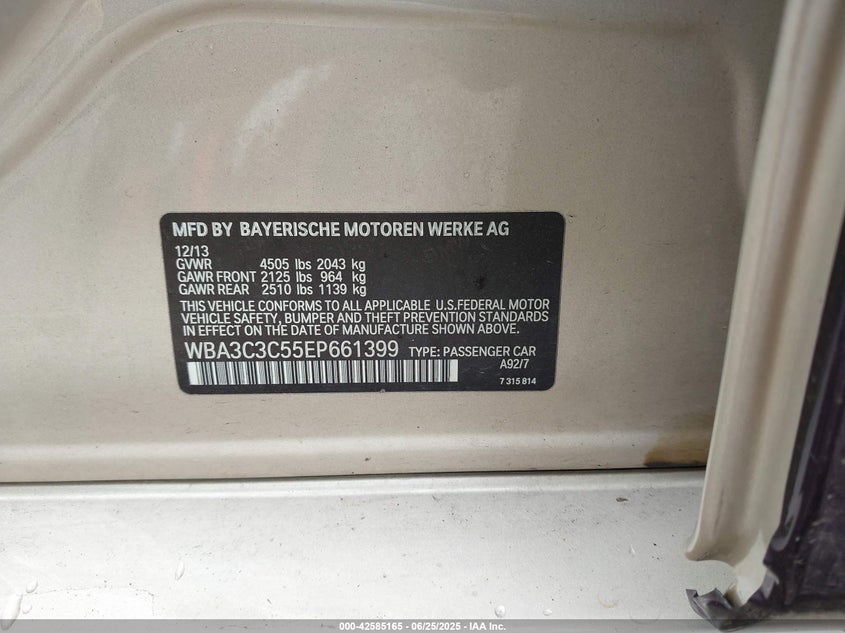 MFD BY BAYERISCHE MOTOREN WERKE AG
12/13
GVWR 4505 lbs 2043 kg
GAWR FRONT 2125 lbs 964 kg
GAWR REAR 2510 lbs 1139 kg
THIS VEHICLE CONFORMS TO ALL APPLICABLE U.S.FEDERAL MOTOR
VEHICLE SAFETY, BUMPER AND THEFT PREVENTION STANDARDS
IN EFFECT ON THE DATE OF MANUFACTURE SHOWN ABOVE.
WBA3C3C55EP661399 TYPE: PASSENGER CAR
A92/7
7 315 814
000-42585165 - 06/25/2025 - IAA Inc.